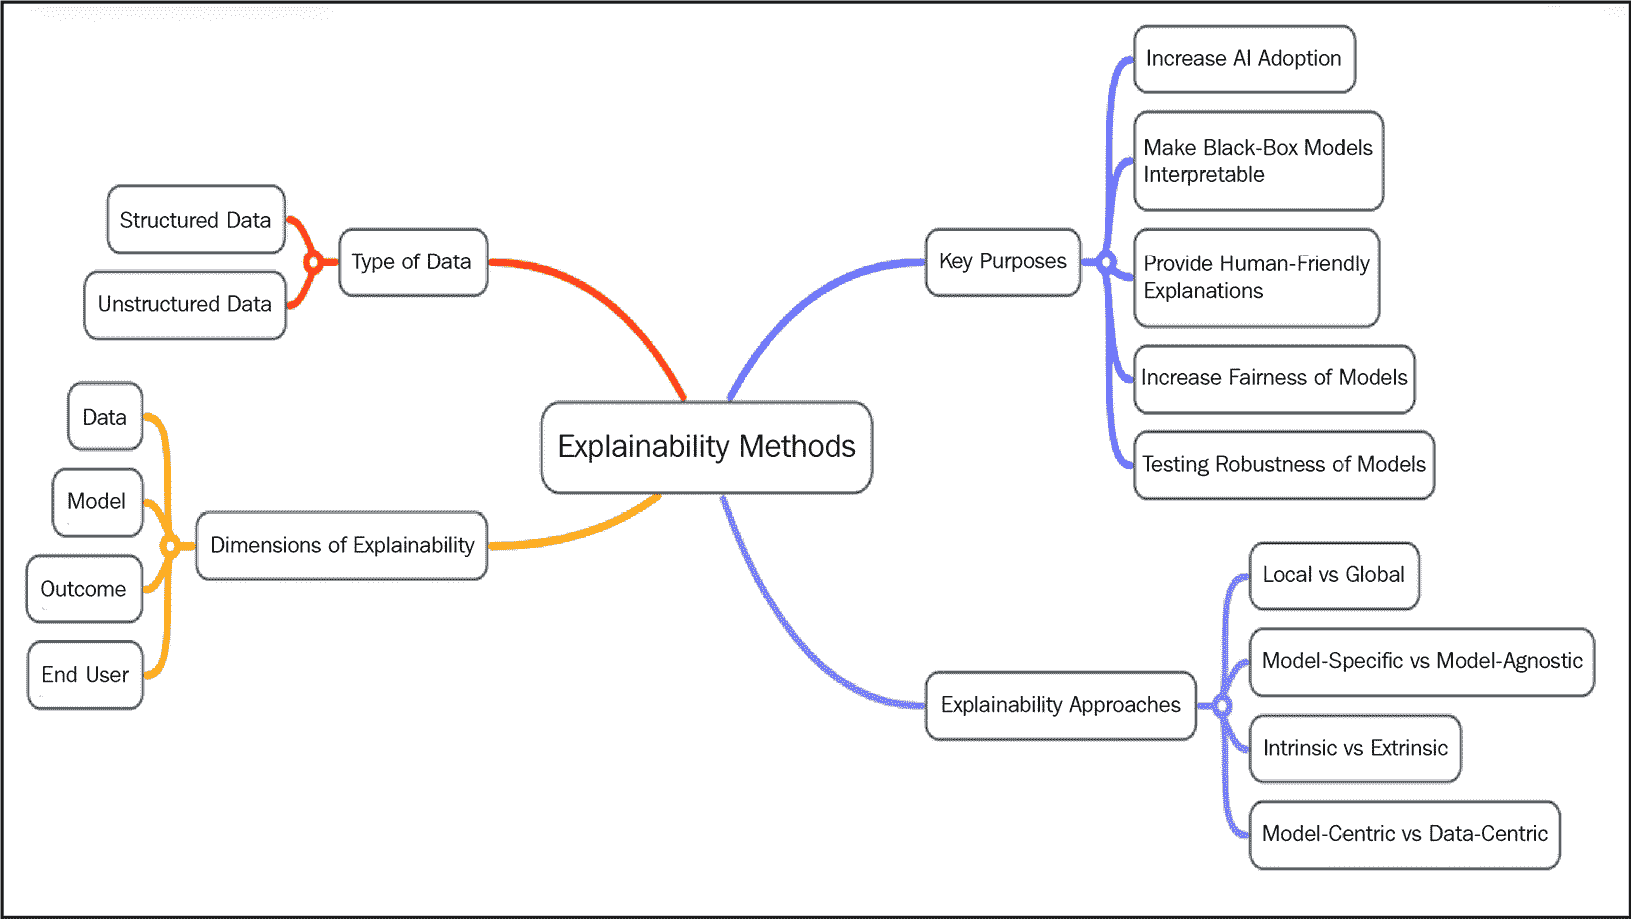 Explainability Methods
Type of Data
Structured Data
Unstructured Data
Dimensions of Explainability
Data
Model
Outcome
End User
Key Purposes
Increase AI Adoption
Make Black-Box Models
Interpretable
Provide Human-Friendly
Explanations
Increase Fairness of Models
Testing Robustness of Models
Explainability Approaches
Local vs Global
Model-Specific vs Model-Agnostic
Intrinsic vs Extrinsic
Model-Centric vs Data-Centric